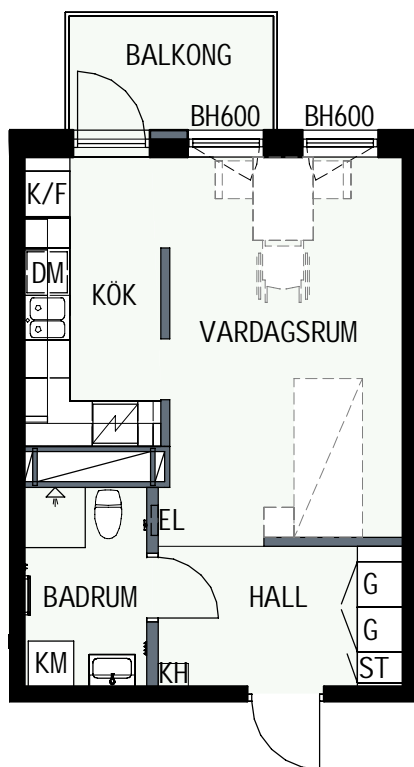 BALKONG
BH600 BH600
K/F
DM
KÖK
VARDAGSRUM
EL
BADRUM
HALL
G
G
KM
KH
ST